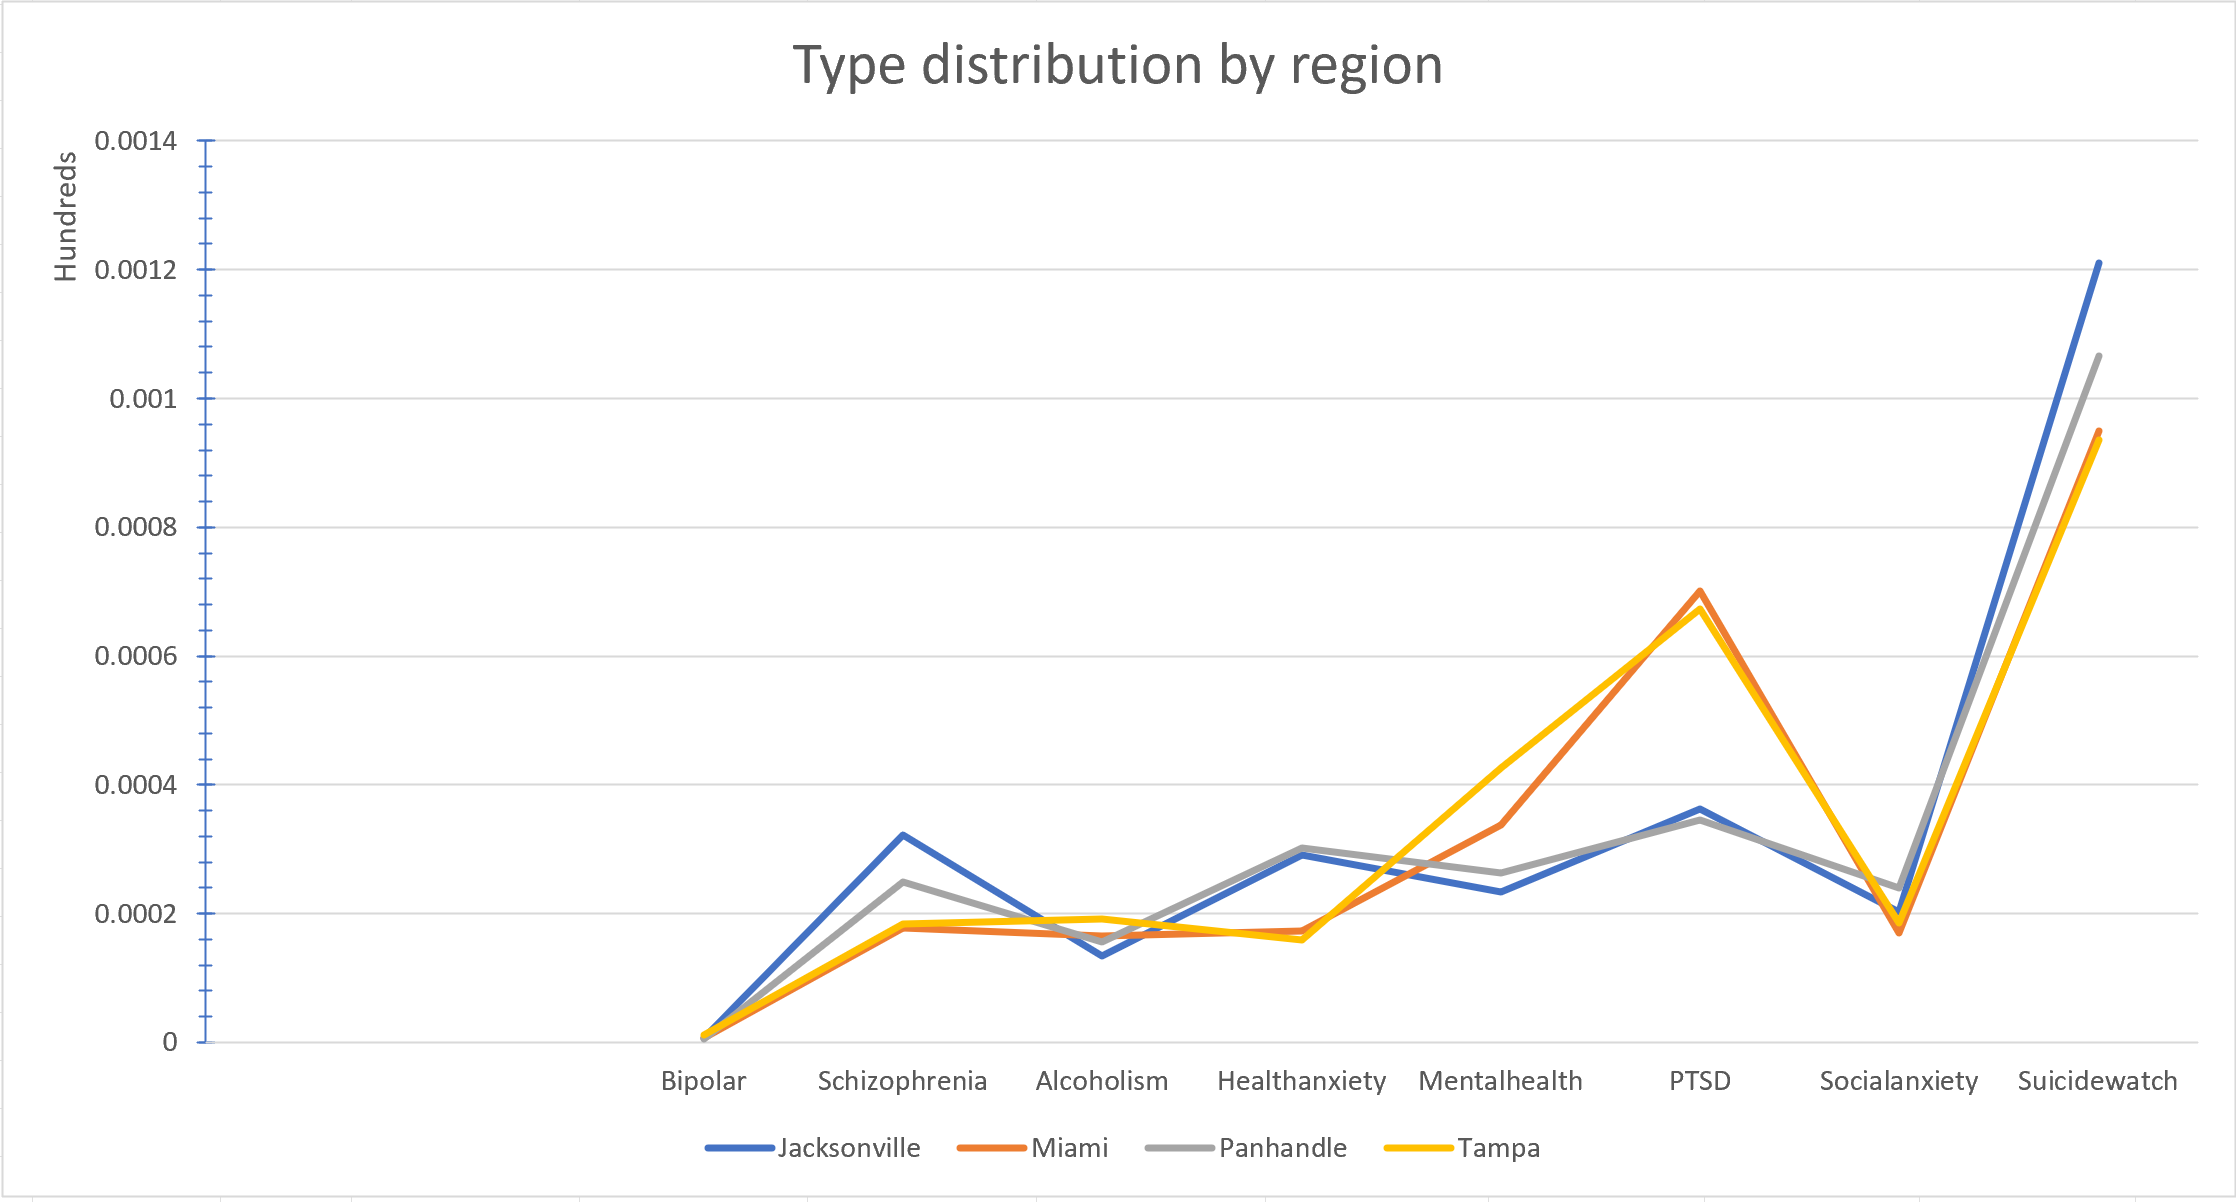 Type distribution by region
Hundreds
0.0014
0.0012
0.001
0.0008
0.0006
0.0004
0.0002
0
Bipolar Schizophrenia Alcoholism Healthanxiety Mentalhealth PTSD Socialanxiety Suicidewatch
Jacksonville Miami Panhandle Tampa